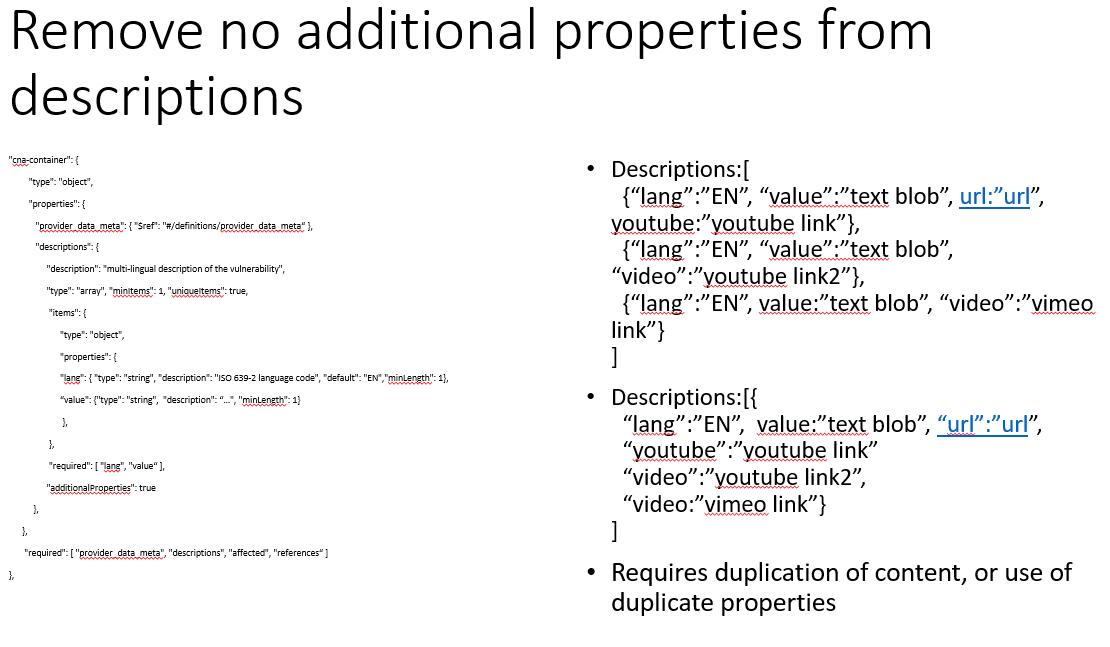 Remove no additional properties from
descriptions
"cna-container": {
"type": "object",
"properties": {
"provider_data_meta": { "$ref": "#/definitions/provider_data_meta" },
"descriptions": {
"description": "multi-lingual description of the vulnerability",
"type": "array", "minItems": 1, "uniqueItems": true,
"items": {
"type": "object",
"properties": {
"lang": { "type": "string", "description": "ISO 639-2 language code", "default": "EN","minLength": 1},
“value": {"type": "string",  "description": “...", "minLength": 1}
},
},
"required": [ "lang", "value" ],
"additionalProperties": true
},
},
"required": [ "provider_data_meta", "descriptions", "affected", "references" ]
},
• Descriptions:[
{“lang”:”EN”, “value”:”text blob”, url:”url”,
youtube:”youtube link”},
{“lang”:”EN”, “value”:”text blob”,
“video”:”youtube link2”},
{“lang”:”EN”, value:”text blob”, “video”:”vimeo
link”}
]
• Descriptions:[{
“lang”:”EN”,  value:”text blob”, “url”:”url”,
“youtube”:”youtube link”
“video”:”youtube link2”,
“video:”vimeo link”}
]
• Requires duplication of content, or use of
duplicate properties